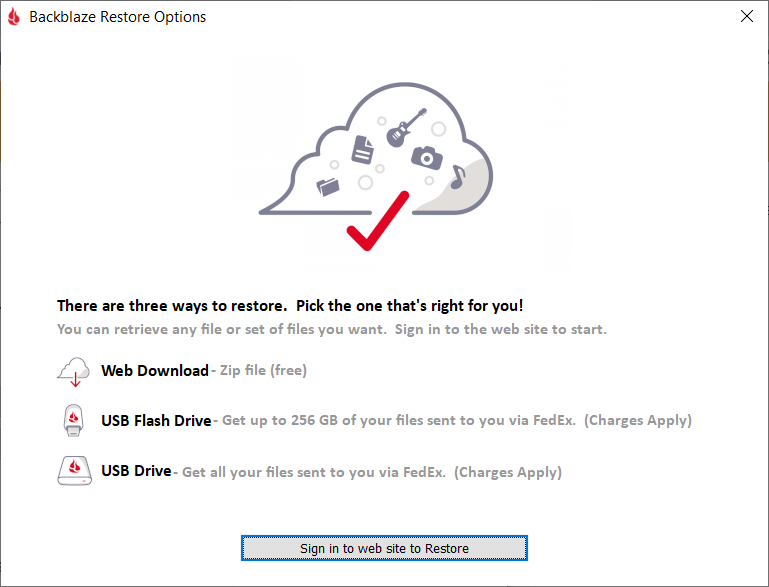 Backblaze Restore Options
There are three ways to restore.  Pick the one that's right for you!
You can retrieve any file or set of files you want.  Sign in to the web site to start.
Web Download - Zip file (free)
USB Flash Drive - Get up to 256 GB of your files sent to you via FedEx.  (Charges Apply)
USB Drive - Get all your files sent to you via FedEx.  (Charges Apply)
Sign in to web site to Restore